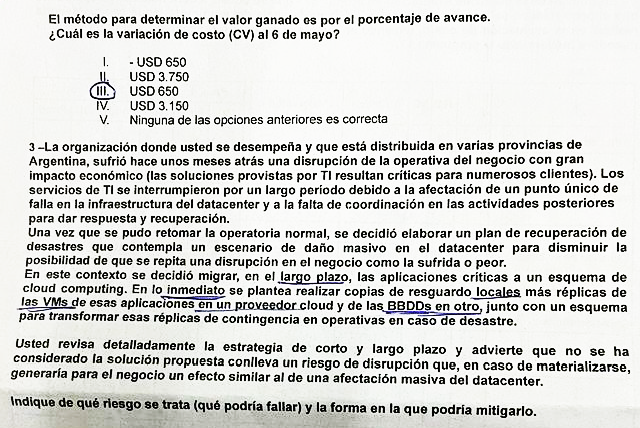 El método para determinar el valor ganado es por el porcentaje de avance.
¿Cuál es la variación de costo (CV) al 6 de mayo?
I. - USD 650
II. USD 3.750
III. USD 650
IV. USD 3.150
V. Ninguna de las opciones anteriores es correcta
3 –La organización donde usted se desempeña y que está distribuida en varias provincias de
Argentina, sufrió hace unos meses atrás una disrupción de la operativa del negocio con gran
impacto económico (las soluciones provistas por TI resultan críticas para numerosos clientes). Los
servicios de TI se interrumpieron por un largo periodo debido a la afectación de un punto único de
falla en la infraestructura del datacenter y a la falta de coordinación en las actividades posteriores
para dar respuesta y recuperación.
Una vez que se pudo retomar la operatoria normal, se decidió elaborar un plan de recuperación de
desastres que contempla un escenario de daño masivo en el datacenter para disminuir la
posibilidad de que se repita una disrupción en el negocio como la sufrida o peor.
En este contexto se decidió migrar, en el largo plazo, las aplicaciones críticas a un esquema de
cloud computing. En lo inmediato se plantea realizar copias de resguardo locales más réplicas de
las VMs de esas aplicaciones en un proveedor cloud y de las BBDDs en otro, junto con un esquema
para transformar esas réplicas de contingencia en operativas en caso de desastre.
Usted revisa detalladamente la estrategia de corto y largo plazo y advierte que no se ha
considerado la solución propuesta conlleva un riesgo de disrupción que, en caso de materializarse,
generaría para el negocio un efecto similar al de una afectación masiva del datacenter.
Indique de qué riesgo se trata (qué podría fallar) y la forma en la que podría mitigarlo.